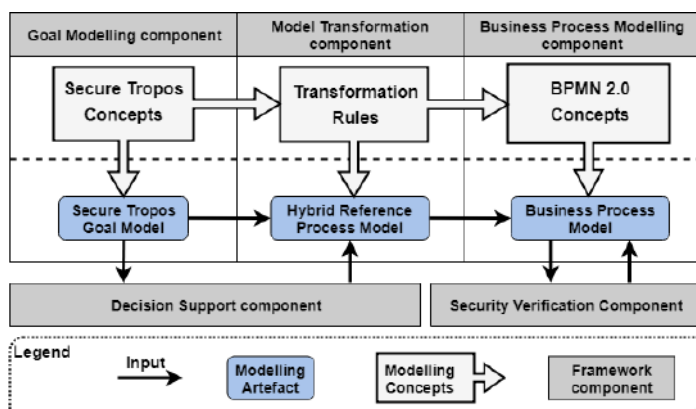 Goal Modelling component
Model Transformation
component
Business Process Modelling
component
Secure Tropos
Concepts
Transformation
Rules
BPMN 2.0
Concepts
Secure Tropos
Goal Model
Hybrid Reference
Process Model
Business Process
Model
Decision Support component
Security Verification Component
Legend
Input
Modelling
Artefact
Modelling
Concepts
Framework
component